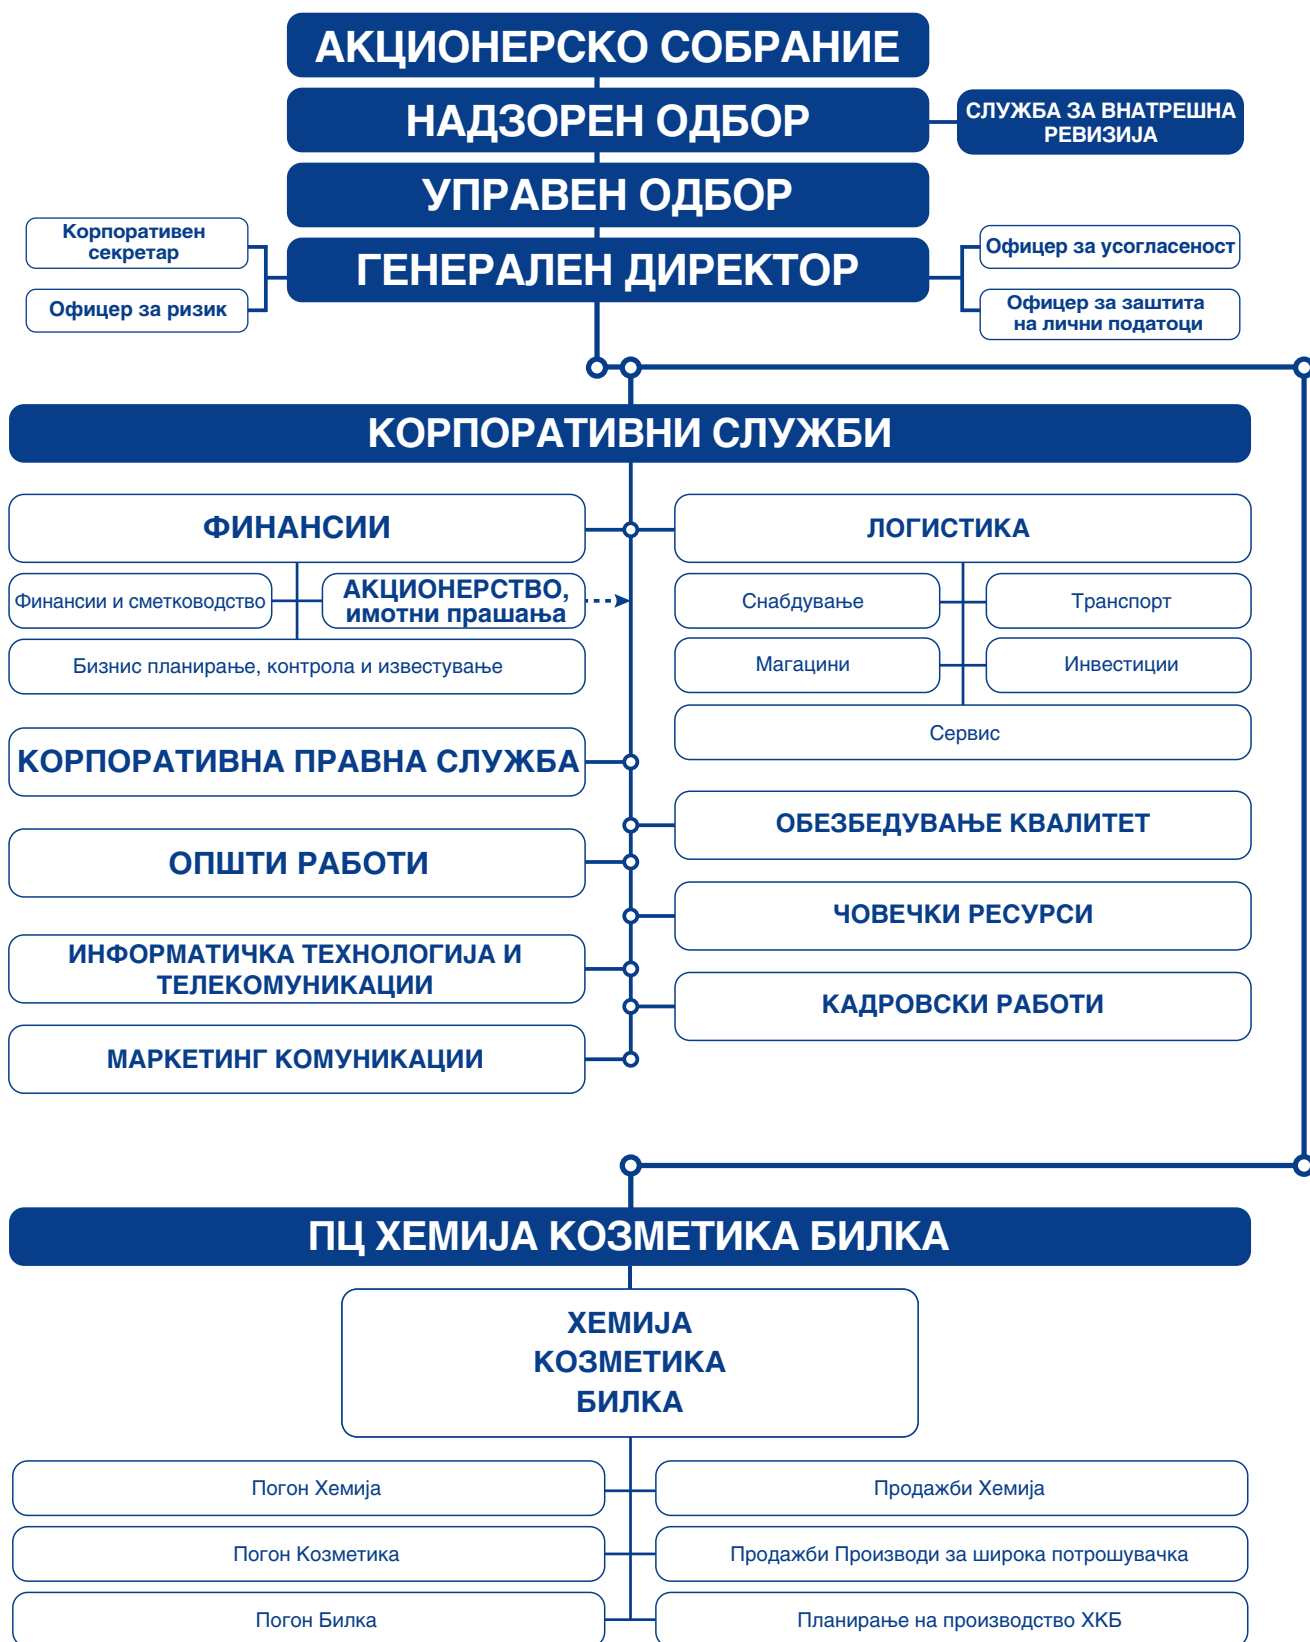 АКЦИОНЕРСКО СОБРАНИЕ
НАДЗОРЕН ОДБОР
СЛУЖБА ЗА ВНАТРЕШНА
РЕВИЗИЈА
УПРАВЕН ОДБОР
Корпоративен
секретар
ГЕНЕРАЛЕН ДИРЕКТОР
Офицер за усогласеност
Офицер за ризик
Офицер за заштита
на лични податоци
КОРПОРАТИВНИ СЛУЖБИ
ФИНАНСИИ
Финансии и сметководство
АКЦИОНЕРСТВО,
имотни прашања
Бизнис планирање, контрола и известување
ЛОГИСТИКА
Снабдување
Транспорт
Магацини
Инвестиции
Сервис
КОРПОРАТИВНА ПРАВНА СЛУЖБА
ОБЕЗБЕДУВАЊЕ КВАЛИТЕТ
ОПШТИ РАБОТИ
ЧОВЕЧКИ РЕСУРСИ
ИНФОРМАТИЧКА ТЕХНОЛОГИЈА И
ТЕЛЕКОМУНИКАЦИИ
КАДРОВСКИ РАБОТИ
МАРКЕТИНГ КОМУНИКАЦИИ
ПЦ ХЕМИЈА КОЗМЕТИКА БИЛКА
ХЕМИЈА
КОЗМЕТИКА
БИЛКА
Погон Хемија
Продажби Хемија
Погон Козметика
Продажби Производи за широка потрошувачка
Погон Билка
Планирање на производство ХКБ